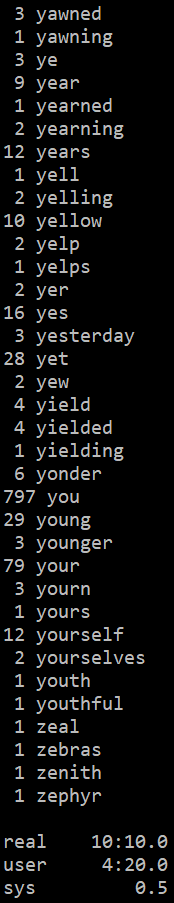 3 yawned
1 yawning
3 ye
9 year
1 yearned
2 yearning
12 years
1 yell
2 yelling
10 yellow
2 yelp
1 yelps
2 yer
16 yes
3 yesterday
28 yet
2 yew
4 yield
4 yielded
1 yielding
6 yonder
797 you
29 young
3 younger
79 your
3 yourn
1 yours
12 yourself
2 yourselves
1 youth
1 youthful
1 zeal
1 zebras
1 zenith
1 zephyr

real 10:10.0
user 4:20.0
sys 0.5